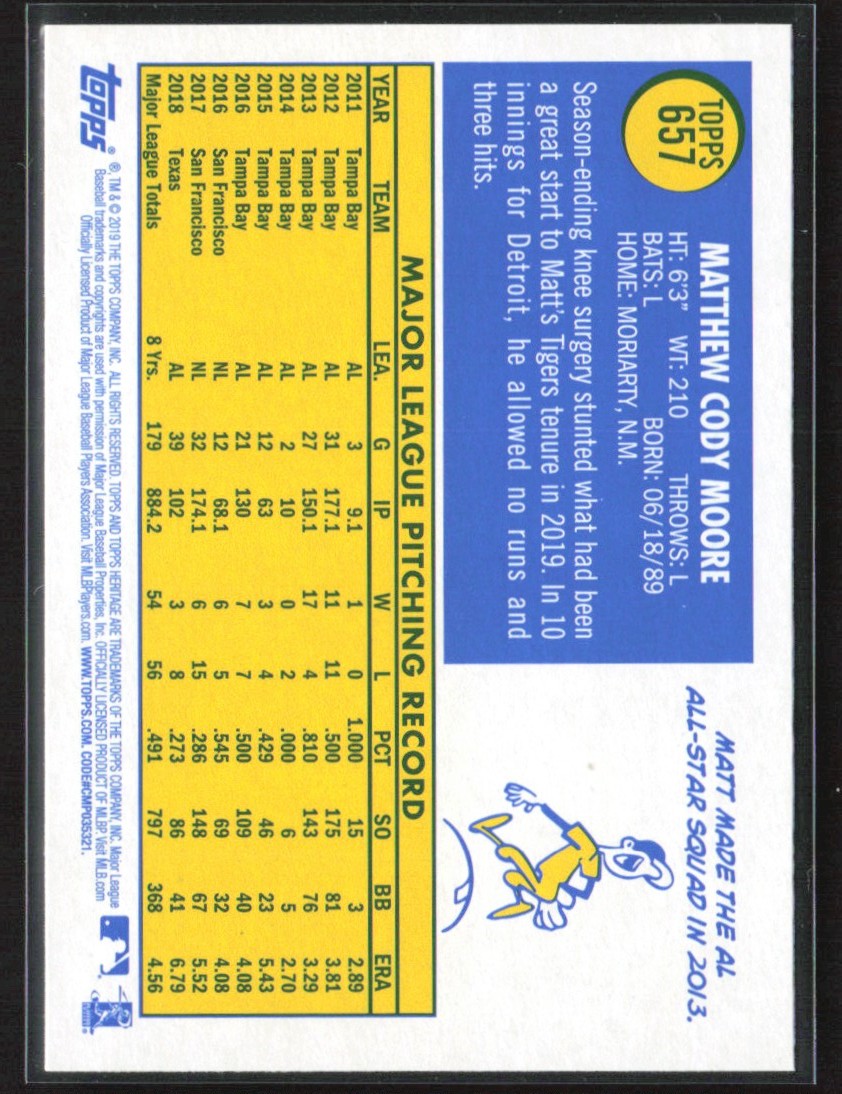 TOPPS
657
MATTHEW CODY MOORE
HT: 6'3" WT: 210 THROWS: L
BATS: L BORN: 06/18/89
HOME: MORIARTY, N.M.
Season-ending knee surgery stunted what had been
a great start to Matt's Tigers tenure in 2019. In 10
innings for Detroit, he allowed no runs and
three hits.
MATT MADE THE AL
ALL-STAR SQUAD IN 2013.
MAJOR LEAGUE PITCHING RECORD
YEAR TEAM LEA. G IP W L PCT SO BB ERA
2011 Tampa Bay AL 3 9.1 1 0 1.000 15 3 2.89
2012 Tampa Bay AL 31 177.1 11 11 .500 175 81 3.81
2013 Tampa Bay AL 27 150.1 17 4 .810 143 76 3.29
2014 Tampa Bay AL 2 10 0 2 .000 6 5 2.70
2015 Tampa Bay AL 12 63 3 4 .429 46 23 5.43
2016 Tampa Bay AL 21 130 7 7 .500 109 40 4.08
2016 San Francisco NL 12 68.1 6 5 .545 69 32 4.08
2017 San Francisco NL 32 174.1 6 15 .286 148 67 5.52
2018 Texas AL 39 102 3 8 .273 86 41 6.79
Major League Totals 8 Yrs. 179 884.2 54 56 .491 797 368 4.56
topps®
®, TM & © 2019 THE TOPPS COMPANY, INC. ALL RIGHTS RESERVED. TOPPS AND TOPPS HERITAGE ARE TRADEMARKS OF THE TOPPS COMPANY, INC. Major League
Baseball trademarks and copyrights are used with permission of Major League Baseball Properties, Inc. OFFICIALLY LICENSED PRODUCT OF MLBP. Visit MLB.com
Officially Licensed Product of Major League Baseball Players Association. Visit MLBPlayers.com. WWW.TOPPS.COM. CODE#CMP035321.